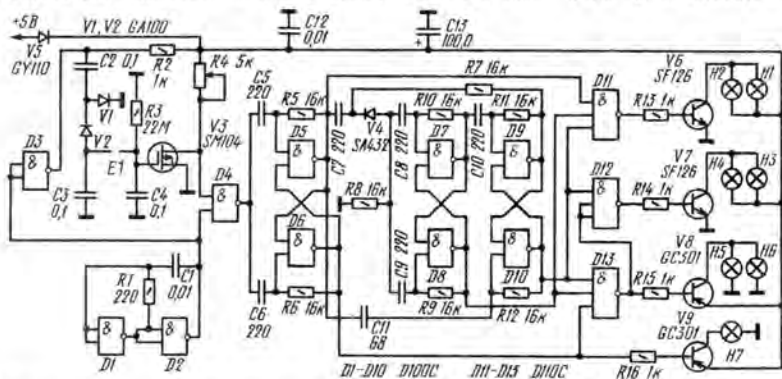 +5В
V1, V2 GA100
V5
GY110
C2 0,1
R2
1к
R4 5к
C12
0,01
C13
100,0
+
V1
R3
22М
V3
SM104
V2
E1
C3
0,1
C4
0,1
D3
&
D4
&
C5
220
R5 16к
D5
&
D6
&
C6
220
R6 16к
C7 220
V4
SA432
R8 16к
R7 16к
C8 220
R10 16к
D7
&
D8
&
C9 220
R9 16к
C10 220
R11 16к
D9
&
D10
&
R12 16к
C11
68
D11
&
D12
&
D13
&
R13 1к
V6
SF126
H2
H1
R14 1к
V7
SF126
H4
H3
R15 1к
V8
GC301
H5
H6
R16 1к
V9
GC301
H7
R1
220
C1
0,01
D1
&
D2
&
D1–D10 D100C
D11–D13 D110C